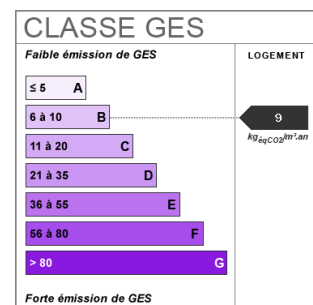 CLASSE GES
Faible émission de GES
LOGEMENT
≤ 5 A
6 à 10 B
9
kgéqCO2/m².an
11 à 20 C
21 à 35 D
36 à 55 E
56 à 80 F
> 80 G
Forte émission de GES